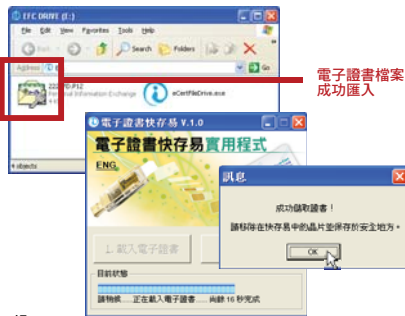 EFC DRIVE (E:)
File Edit View Favorites Tools Help
Search Folders
Address Go
Personal Information Exchange
eCertFileDrive.exe
4 objects
電子證書檔案
成功匯入
電子證書快存易 V.1.0
電子證書快存易實用程式
ENG
1. 載入電子證書
目前狀態
請稍候......正在載入電子證書......尚餘 16 秒完成
訊息
成功儲取證書！
請移除在快存易中的晶片並保存於安全地方。
OK